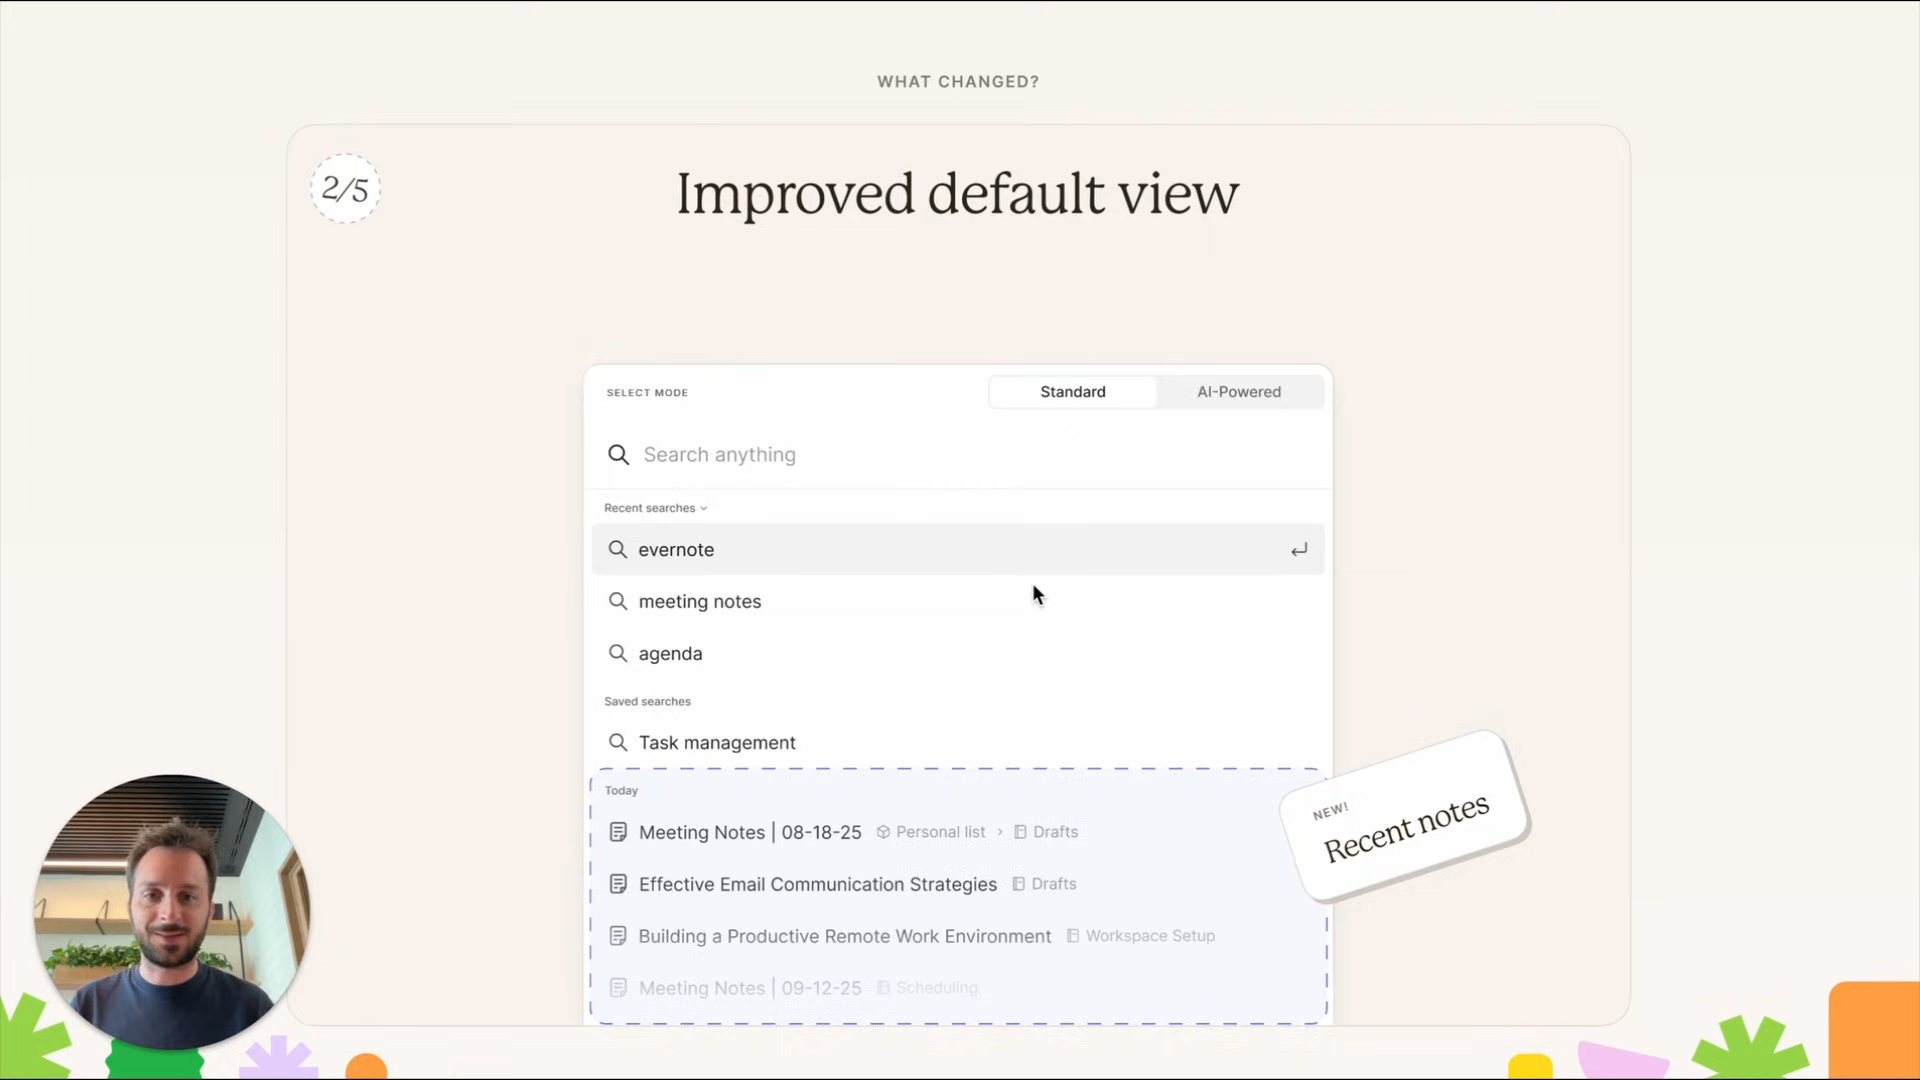 WHAT CHANGED?
2/5
Improved default view
SELECT MODE
Standard
AI-Powered
Search anything
Recent searches
evernote
meeting notes
agenda
Saved searches
Task management
Today
Meeting Notes | 08-18-25 Personal list > Drafts
Effective Email Communication Strategies Drafts
Building a Productive Remote Work Environment Workspace Setup
Meeting Notes | 09-12-25 Scheduling
NEW!
Recent notes